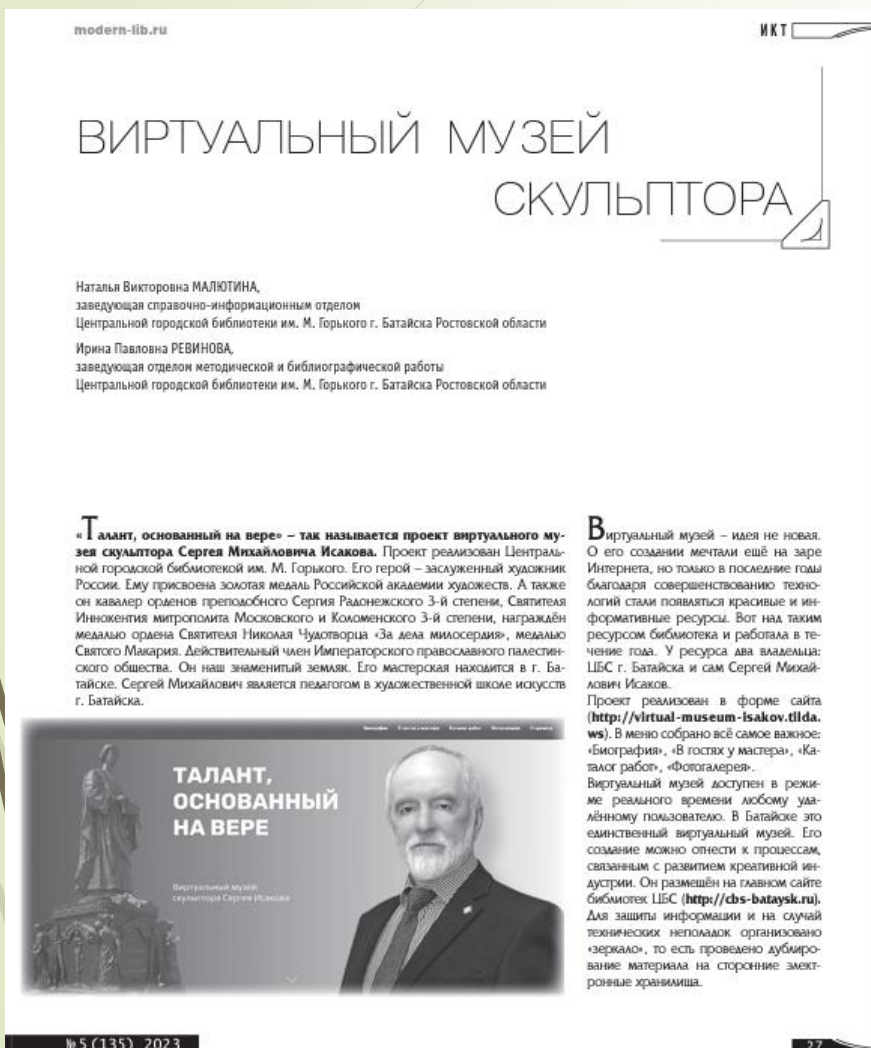 modern-lib.ru
ИКТ
ВИРТУАЛЬНЫЙ МУЗЕЙ
СКУЛЬПТОРА
Наталья Викторовна МАЛЮТИНА,
заведующая справочно-информационным отделом
Центральной городской библиотеки им. М. Горького г. Батайска Ростовской области
Ирина Павловна РЕВИНОВА,
заведующая отделом методической и библиографической работы
Центральной городской библиотеки им. М. Горького г. Батайска Ростовской области
«Талант, основанный на вере» – так называется проект виртуального му-
зея скульптора Сергея Михайловича Исакова. Проект реализован Централь-
ной городской библиотекой им. М. Горького. Его герой – заслуженный художник
России. Ему присвоена золотая медаль Российской академии художеств. А также
он кавалер орденов преподобного Сергия Радонежского 3-й степени, Святителя
Иннокентия митрополита Московского и Коломенского 3-й степени, награждён
медалью ордена Святителя Николая Чудотворца «За дела милосердия», медалью
Святого Макария. Действительный член Императорского православного палестин-
ского общества. Он наш знаменитый земляк. Его мастерская находится в г. Ба-
тайске. Сергей Михайлович является педагогом в художественной школе искусств
г. Батайска.
ТАЛАНТ,
ОСНОВАННЫЙ
НА ВЕРЕ
Виртуальный музей
скульптора Сергея Исакова
Виртуальный музей – идея не новая.
О его создании мечтали ещё на заре
Интернета, но только в последние годы
благодаря совершенствованию техно-
логий стали появляться красивые и ин-
формативные ресурсы. Вот над таким
ресурсом библиотека и работала в те-
чение года. У ресурса два владельца:
ЦБС г. Батайска и сам Сергей Михай-
лович Исаков.
Проект реализован в форме сайта
(http://virtual-museum-isakov.tilda.
ws). В меню собрано всё самое важное:
«Биография», «В гостях у мастера», «Ка-
талог работ», «Фотогалерея».
Виртуальный музей доступен в режи-
ме реального времени любому уда-
лённому пользователю. В Батайске это
единственный виртуальный музей. Его
создание можно отнести к процессам,
связанным с развитием креативной ин-
дустрии. Он размещён на главном сайте
библиотек ЦБС (http://cbs-bataysk.ru).
Для защиты информации и на случай
технических неполадок организовано
«зеркало», то есть проведено дублиро-
вание материала на сторонние элект-
ронные хранилища.
№ 5 (135) 2023
27